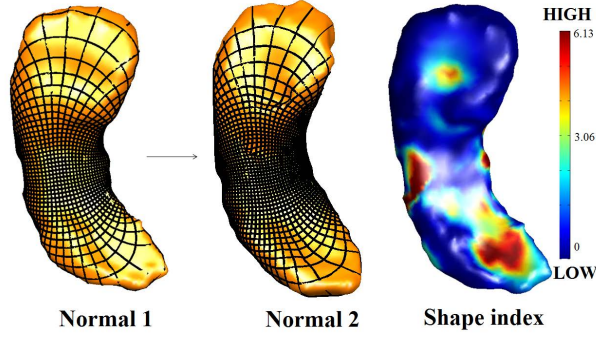 HIGH
6.13
3.06
0
LOW
Normal 1
Normal 2
Shape index